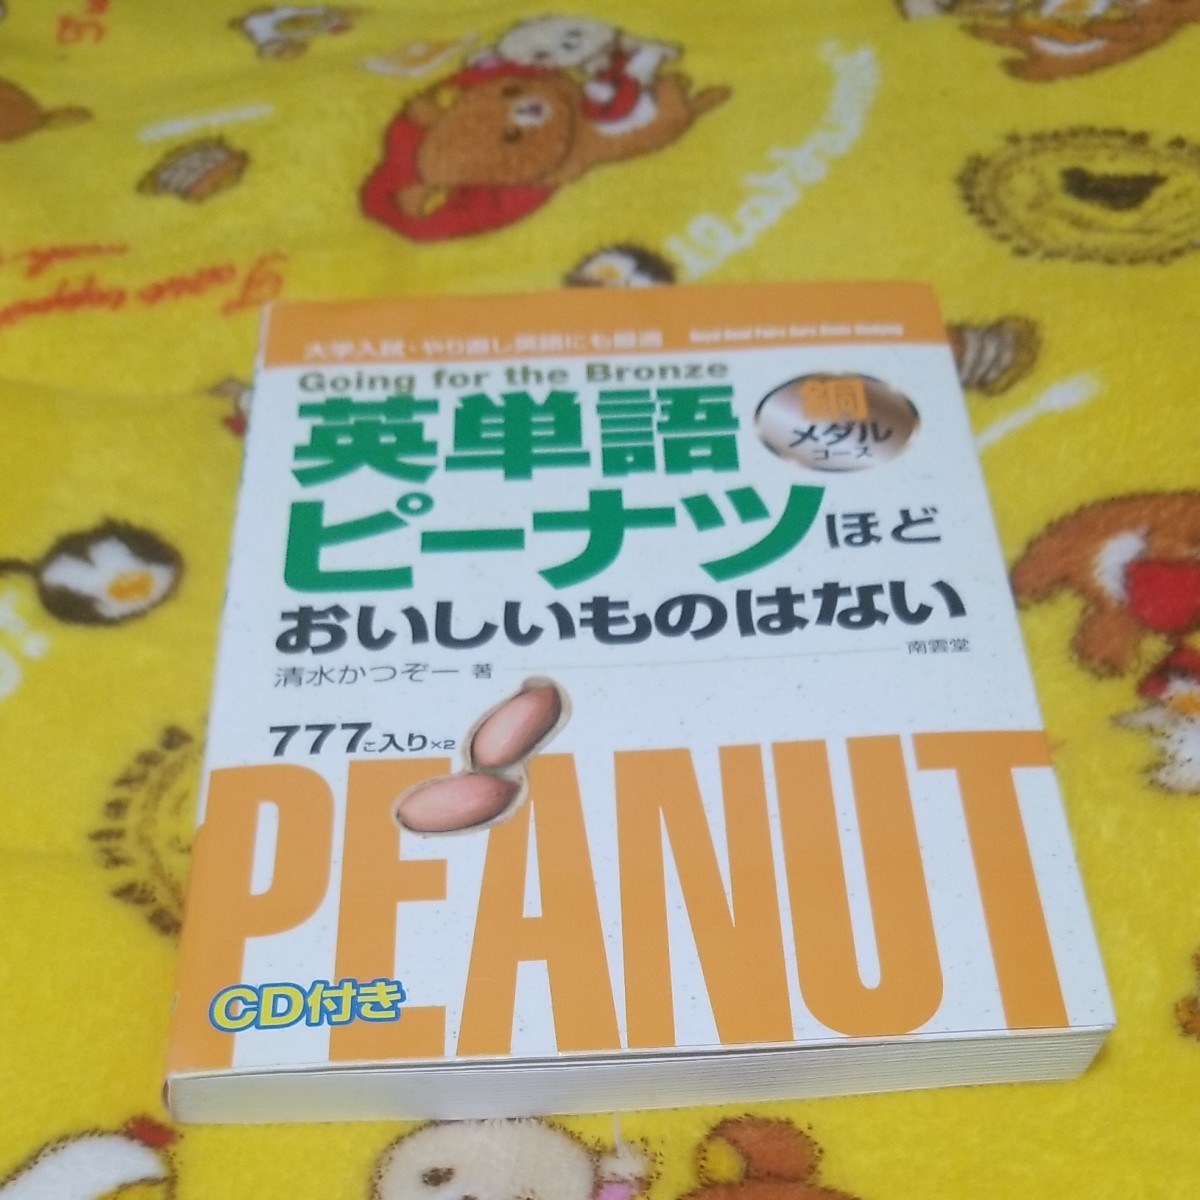 大学入試・やり直し英語にも最適
Going for the Bronze
英単語
銅
メダル
コース
ピーナツほど
おいしいものはない
清水かつぞー 著
南雲堂
777こ入り×2
PEANUT
CD付き